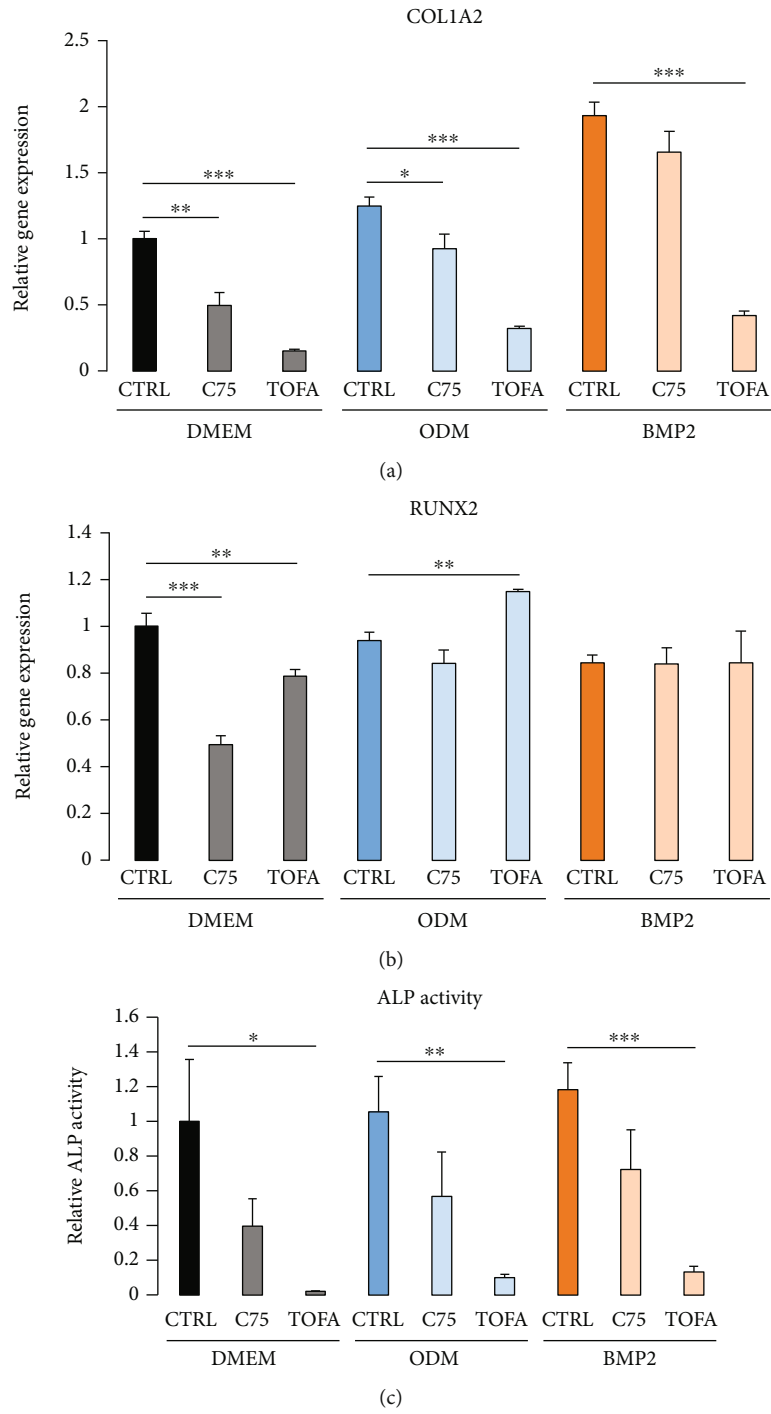 COL1A2
Relative gene expression
2.5
2
1.5
1
0.5
0
***
**
***
*
***
CTRL C75 TOFA CTRL C75 TOFA CTRL C75 TOFA
DMEM ODM BMP2
(a)
RUNX2
Relative gene expression
1.4
1.2
1
0.8
0.6
0.4
0.2
0
**
***
**
CTRL C75 TOFA CTRL C75 TOFA CTRL C75 TOFA
DMEM ODM BMP2
(b)
ALP activity
Relative ALP activity
1.6
1.4
1.2
1
0.8
0.6
0.4
0.2
0
*
**
***
CTRL C75 TOFA CTRL C75 TOFA CTRL C75 TOFA
DMEM ODM BMP2
(c)